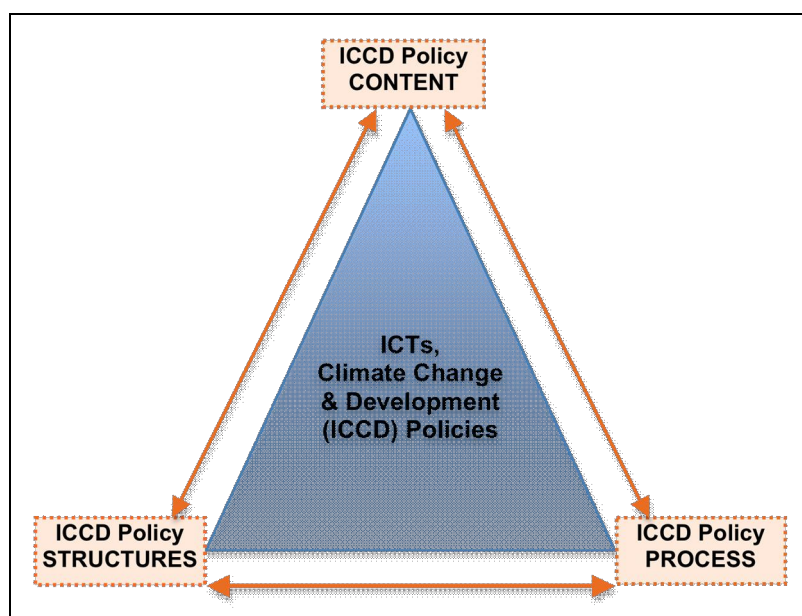 ICCD Policy
CONTENT
ICTs,
Climate Change
& Development
(ICCD) Policies
ICCD Policy
STRUCTURES
ICCD Policy
PROCESS